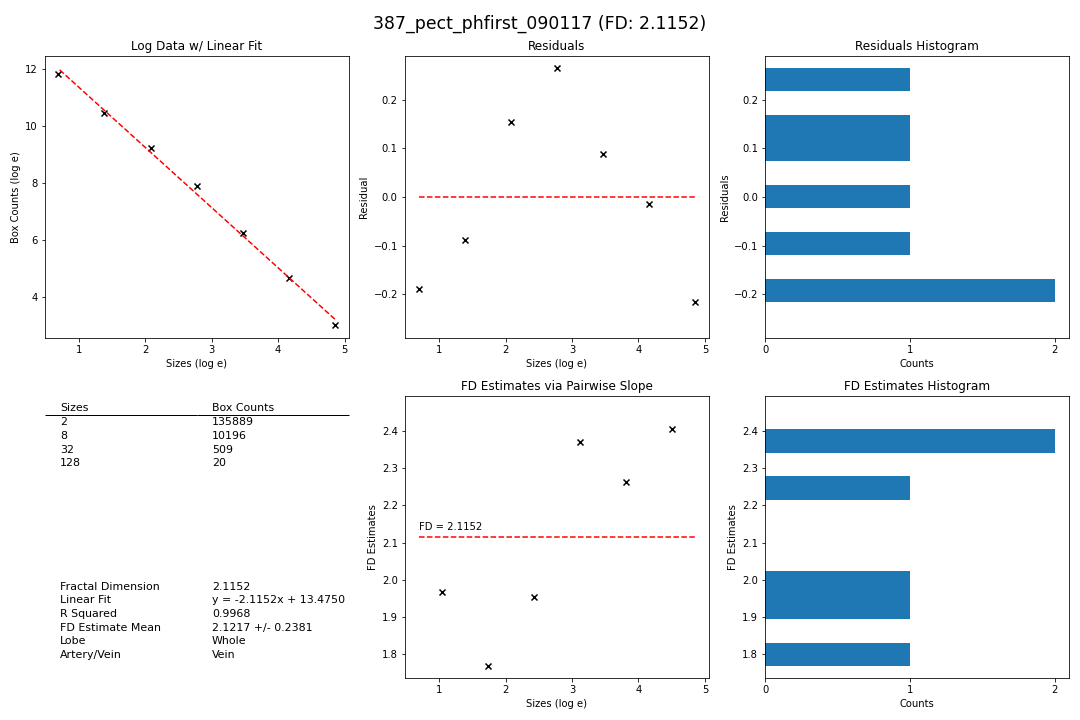 387_pect_phfirst_090117 (FD: 2.1152)
Log Data w/ Linear Fit
12
10
8
6
4
Box Counts (log e)
1 2 3 4 5
Sizes (log e)
Residuals
0.2
0.1
0.0
−0.1
−0.2
Residual
1 2 3 4 5
Sizes (log e)
Residuals Histogram
0.2
0.1
0.0
−0.1
−0.2
Residuals
0 1 2
Counts
Sizes Box Counts
2 135889
8 10196
32 509
128 20
Fractal Dimension 2.1152
Linear Fit y = -2.1152x + 13.4750
R Squared 0.9968
FD Estimate Mean 2.1217 +/- 0.2381
Lobe Whole
Artery/Vein Vein
FD Estimates via Pairwise Slope
2.4
2.3
2.2
2.1
2.0
1.9
1.8
FD Estimates
FD = 2.1152
1 2 3 4 5
Sizes (log e)
FD Estimates Histogram
2.4
2.3
2.2
2.1
2.0
1.9
1.8
FD Estimates
0 1 2
Counts